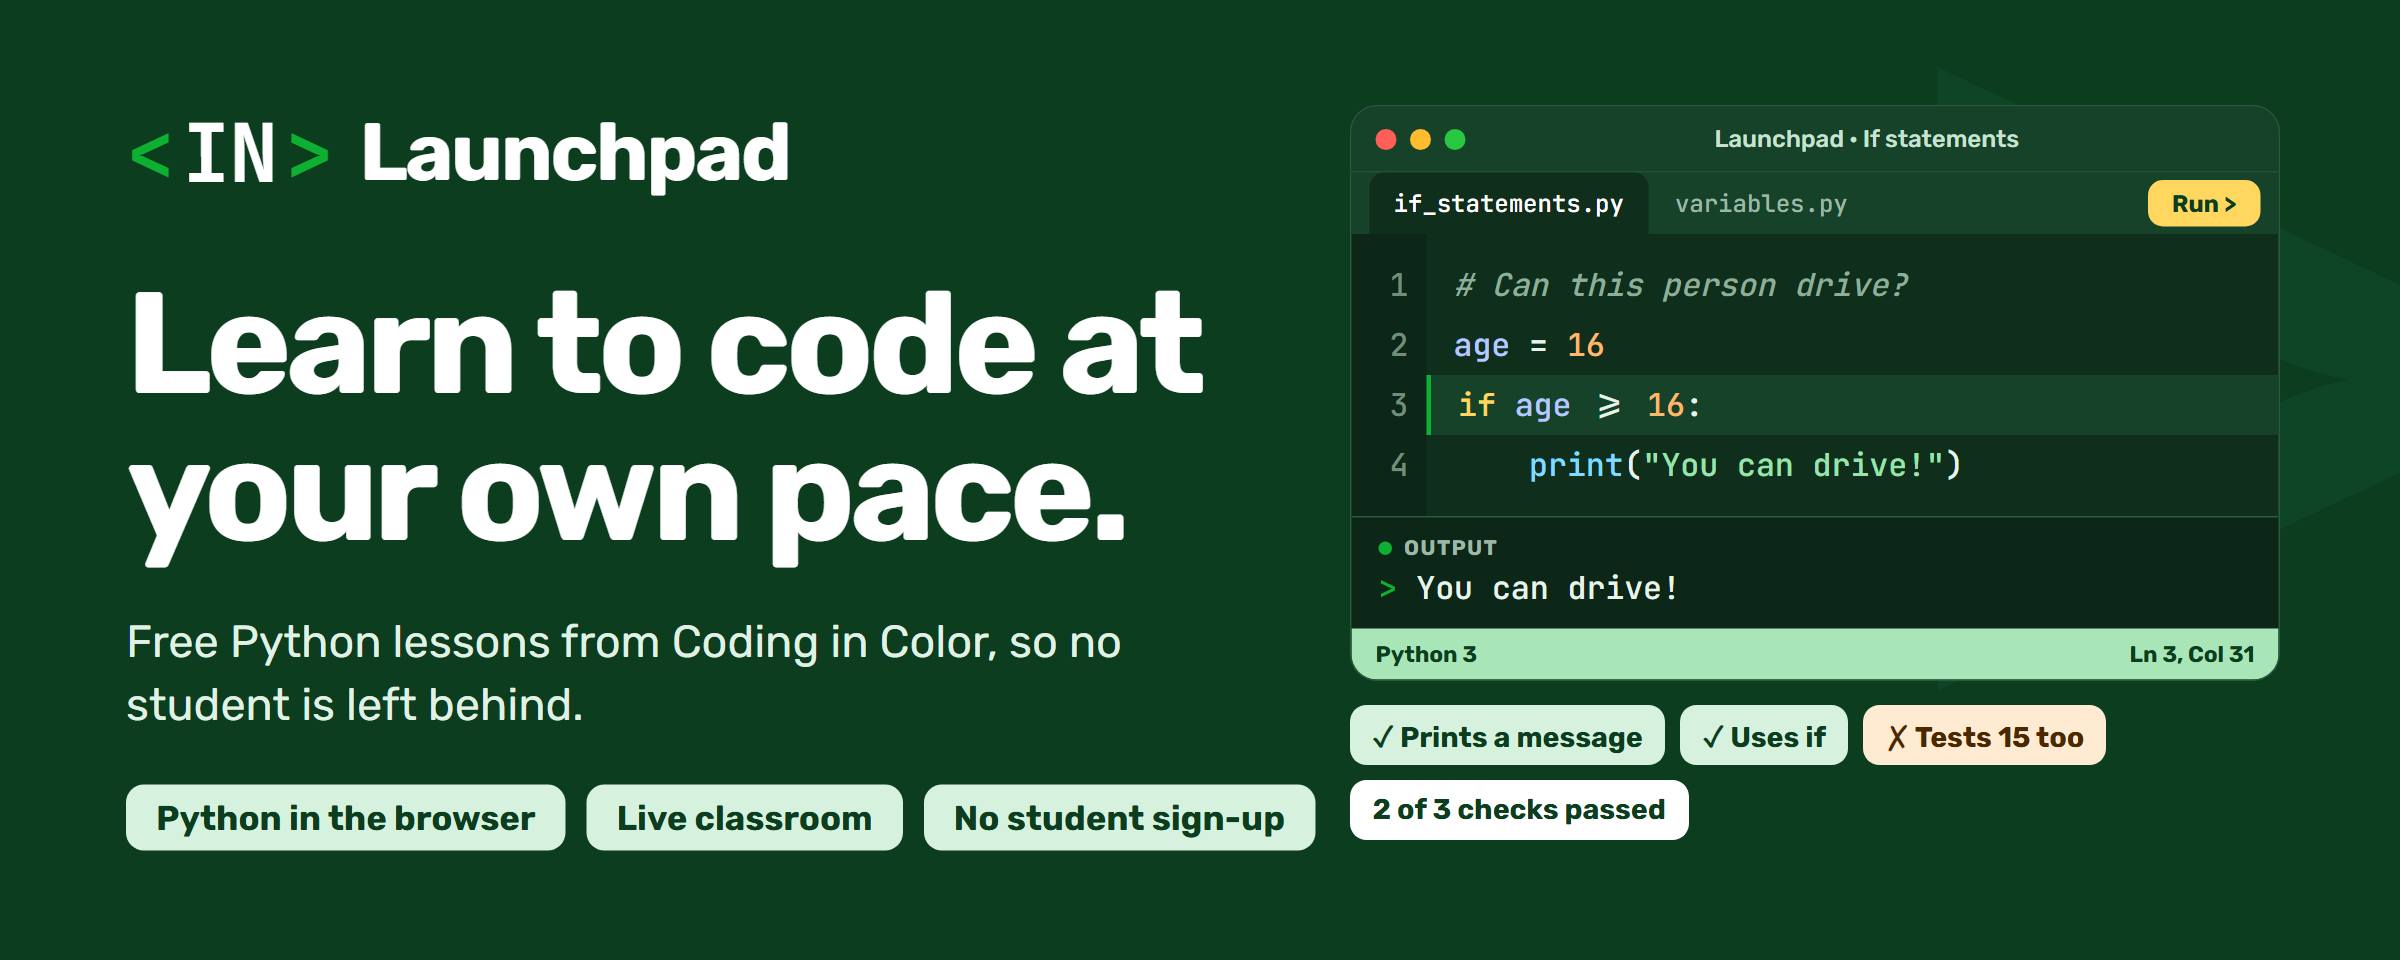 <IN> Launchpad
Learn to code at
your own pace.
Free Python lessons from Coding in Color, so no
student is left behind.
Python in the browser
Live classroom
No student sign-up
Launchpad • If statements
if_statements.py
variables.py
Run >
1 # Can this person drive?
2 age = 16
3 if age ⩾ 16:
4 print("You can drive!")
OUTPUT
> You can drive!
Python 3
Ln 3, Col 31
✓ Prints a message
✓ Uses if
✗ Tests 15 too
2 of 3 checks passed